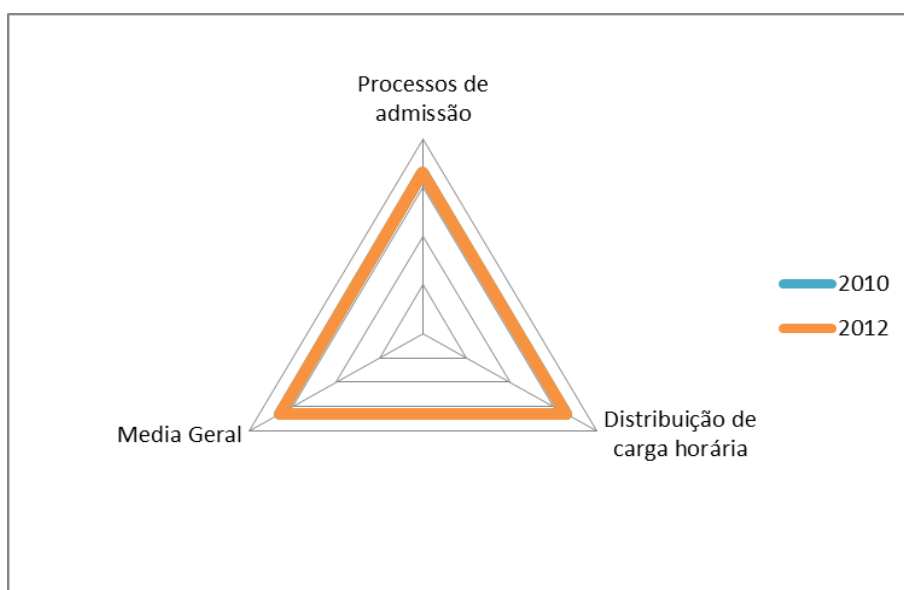 Processos de
admissão
2010
2012
Distribuição de
carga horária
Media Geral